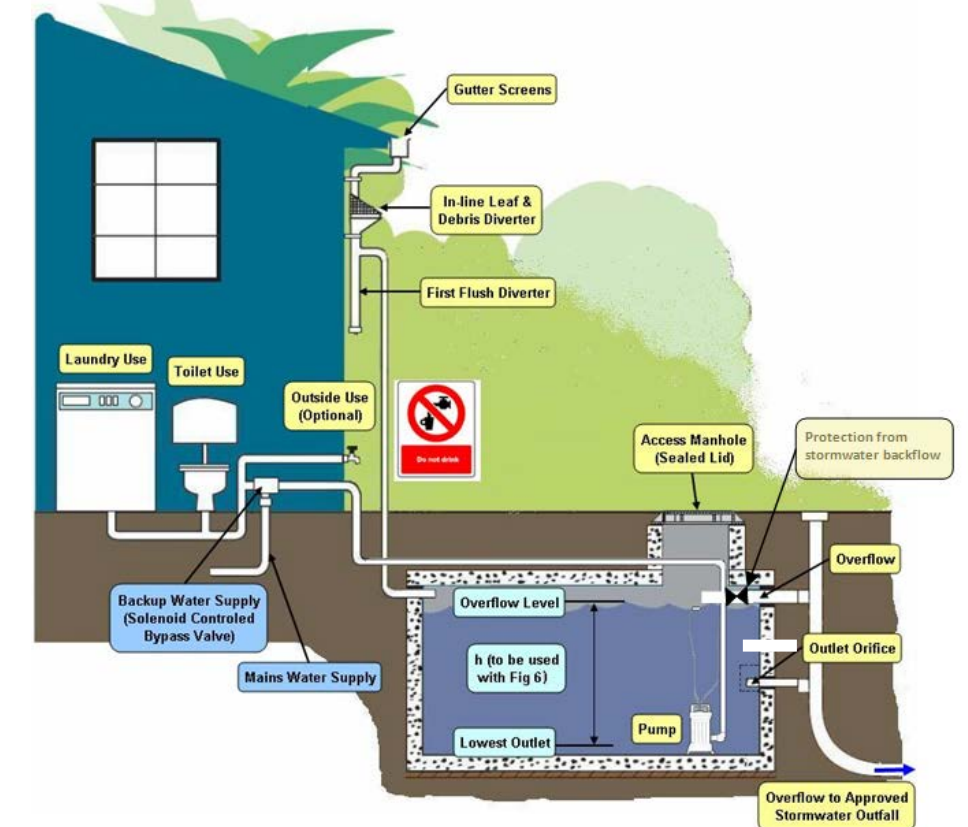 Gutter Screens
In-line Leaf &
Debris Diverter
First Flush Diverter
Laundry Use
Toilet Use
Outside Use
(Optional)
Do not drink
Access Manhole
(Sealed Lid)
Protection from
stormwater backflow
Overflow
Backup Water Supply
(Solenoid Controled
Bypass Valve)
Mains Water Supply
Overflow Level
h (to be used
with Fig 6)
Lowest Outlet
Pump
Outlet Orifice
Overflow to Approved
Stormwater Outfall